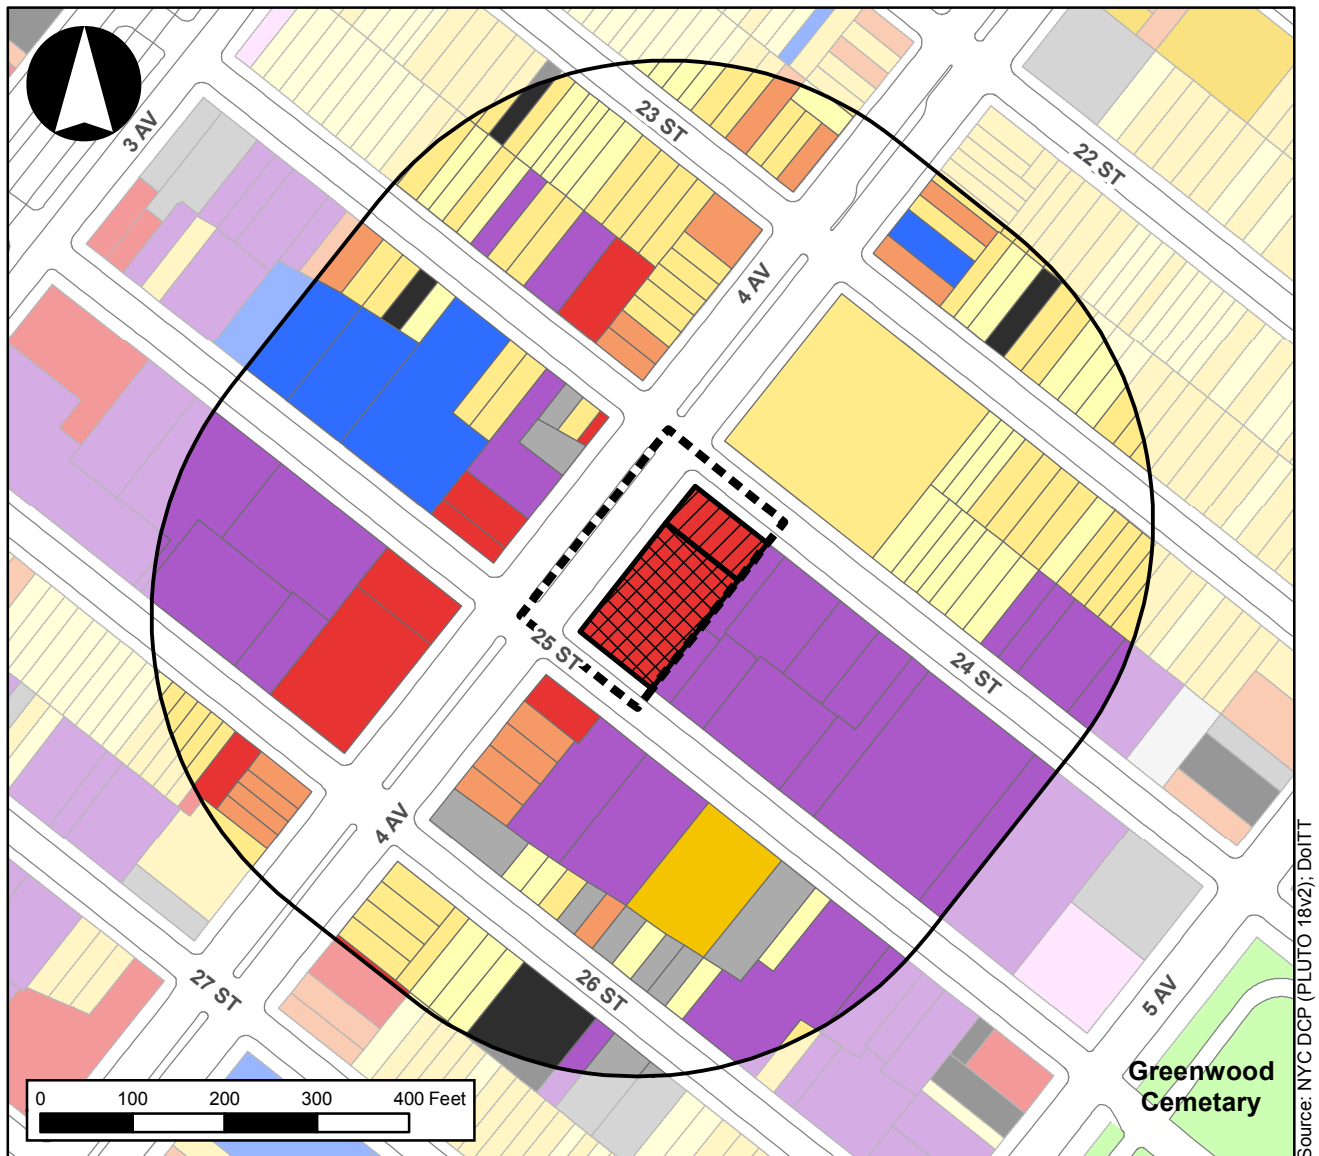 3 AV
23 ST
22 ST
4 AV
25 ST
24 ST
4 AV
26 ST
27 ST
5 AV
Greenwood
Cemetary
0 100 200 300 400 Feet
Source: NYC DCP (PLUTO 18v2); DoITT